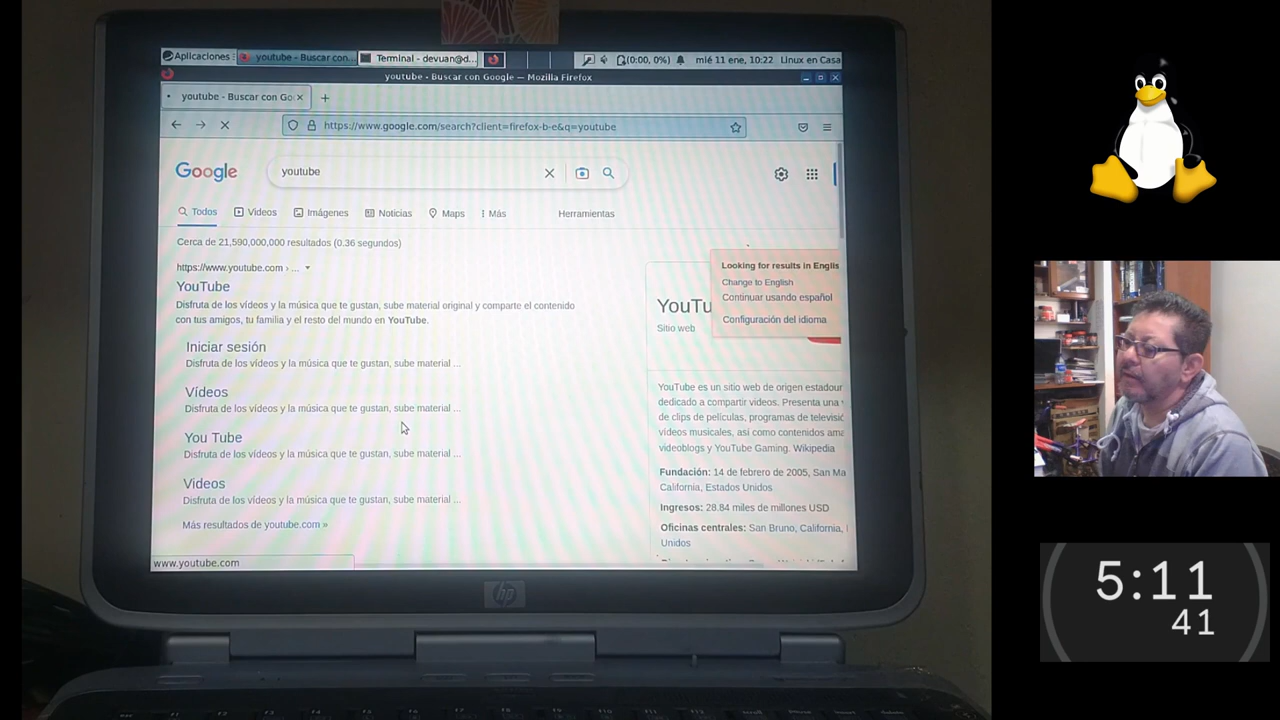 Aplicaciones
youtube - Buscar con...
Terminal - devuan@d...
(0:00, 0%)
mié 11 ene, 10:22
Linux en Casa
youtube - Buscar con Google — Mozilla Firefox
youtube - Buscar con Go
https://www.google.com/search?client=firefox-b-e&q=youtube
Google
youtube
Todos
Videos
Imágenes
Noticias
Maps
Más
Herramientas
Cerca de 21,590,000,000 resultados (0.36 segundos)
https://www.youtube.com › ...
YouTube
Disfruta de los vídeos y la música que te gustan, sube material original y comparte el contenido
con tus amigos, tu familia y el resto del mundo en YouTube.
Iniciar sesión
Disfruta de los vídeos y la música que te gustan, sube material ...
Vídeos
Disfruta de los vídeos y la música que te gustan, sube material ...
You Tube
Disfruta de los vídeos y la música que te gustan, sube material ...
Videos
Disfruta de los vídeos y la música que te gustan, sube material ...
Más resultados de youtube.com »
www.youtube.com
Looking for results in Englis
Change to English
Continuar usando español
Configuración del idioma
YouTu
Sitio web
YouTube es un sitio web de origen estadour
dedicado a compartir videos. Presenta una
de clips de películas, programas de televisió
vídeos musicales, así como contenidos ama
videoblogs y YouTube Gaming. Wikipedia
Fundación: 14 de febrero de 2005, San Ma
California, Estados Unidos
Ingresos: 28.84 miles de millones USD
Oficinas centrales: San Bruno, California,
Unidos
hp
5:11
41